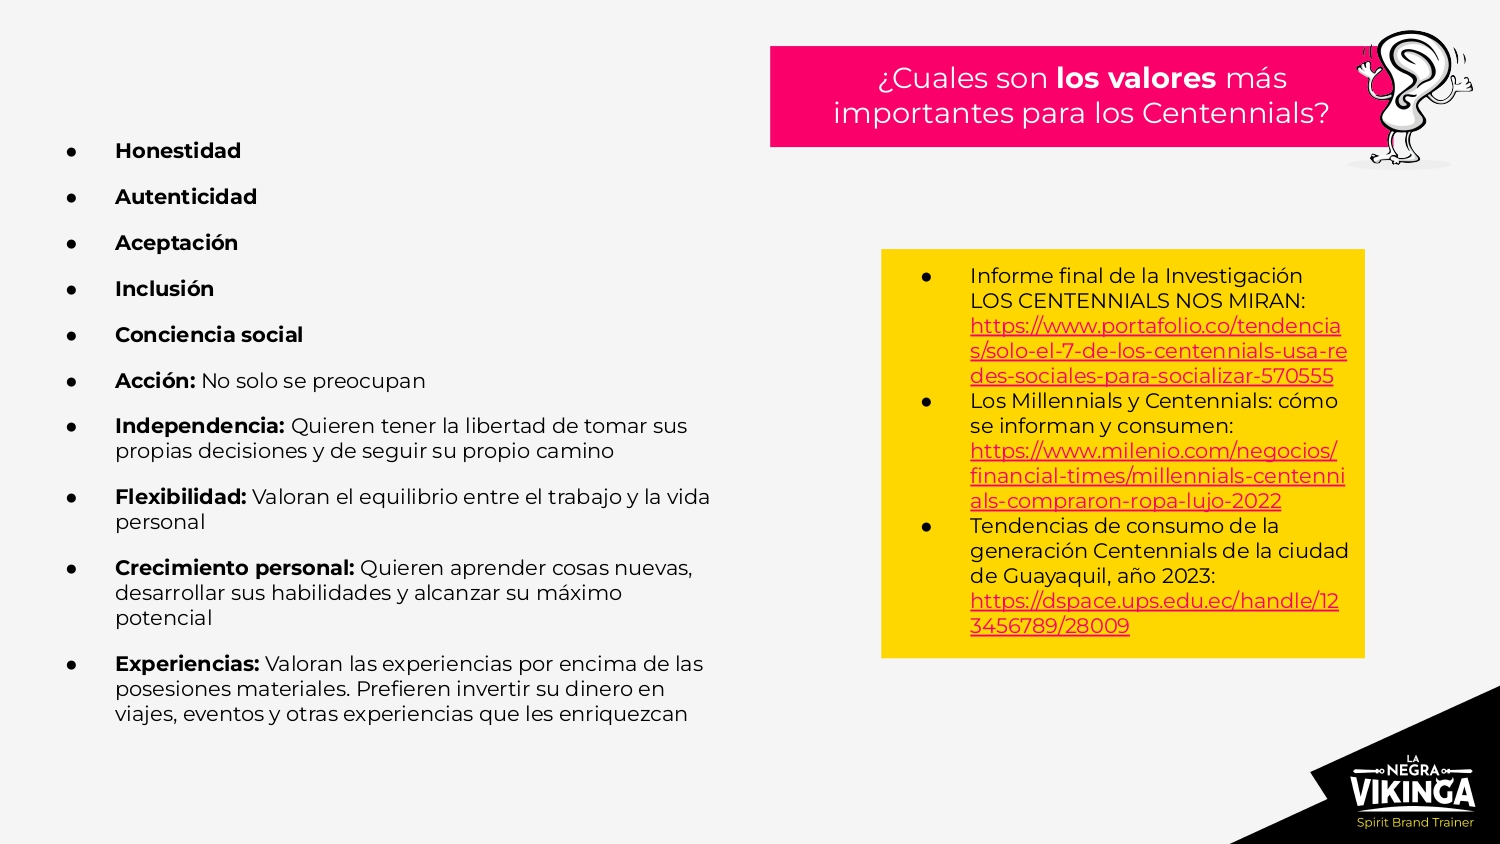 ¿Cuales son los valores más
importantes para los Centennials?
● Honestidad
● Autenticidad
● Aceptación
● Inclusión
● Conciencia social
● Acción: No solo se preocupan
● Independencia: Quieren tener la libertad de tomar sus
propias decisiones y de seguir su propio camino
● Flexibilidad: Valoran el equilibrio entre el trabajo y la vida
personal
● Crecimiento personal: Quieren aprender cosas nuevas,
desarrollar sus habilidades y alcanzar su máximo
potencial
● Experiencias: Valoran las experiencias por encima de las
posesiones materiales. Prefieren invertir su dinero en
viajes, eventos y otras experiencias que les enriquezcan
● Informe final de la Investigación
LOS CENTENNIALS NOS MIRAN:
https://www.portafolio.co/tendencia
s/solo-el-7-de-los-centennials-usa-re
des-sociales-para-socializar-570555
● Los Millennials y Centennials: cómo
se informan y consumen:
https://www.milenio.com/negocios/
financial-times/millennials-centenni
als-compraron-ropa-lujo-2022
● Tendencias de consumo de la
generación Centennials de la ciudad
de Guayaquil, año 2023:
https://dspace.ups.edu.ec/handle/12
3456789/28009
LA
NEGRA
VIKINGA
Spirit Brand Trainer